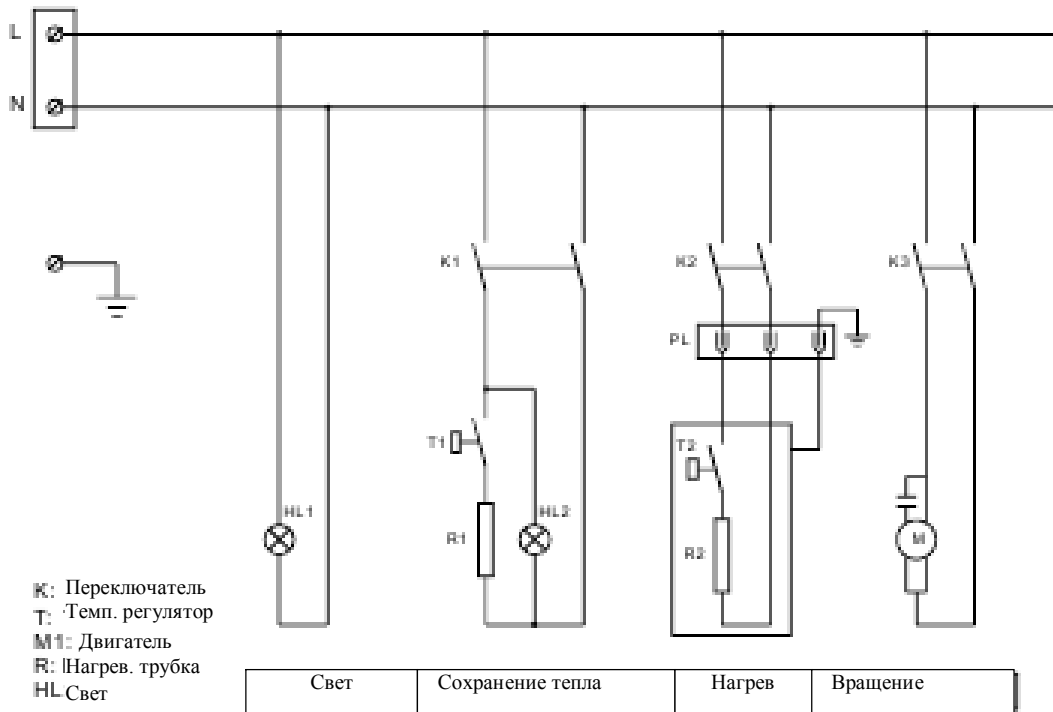 L
N
K1
K2
K3
PL
T1
T2
HL1
R1
HL2
R2
M
K: Переключатель
T: Темп. регулятор
M1: Двигатель
R: Нагрев. трубка
HL Свет
Свет Сохранение тепла Нагрев Вращение